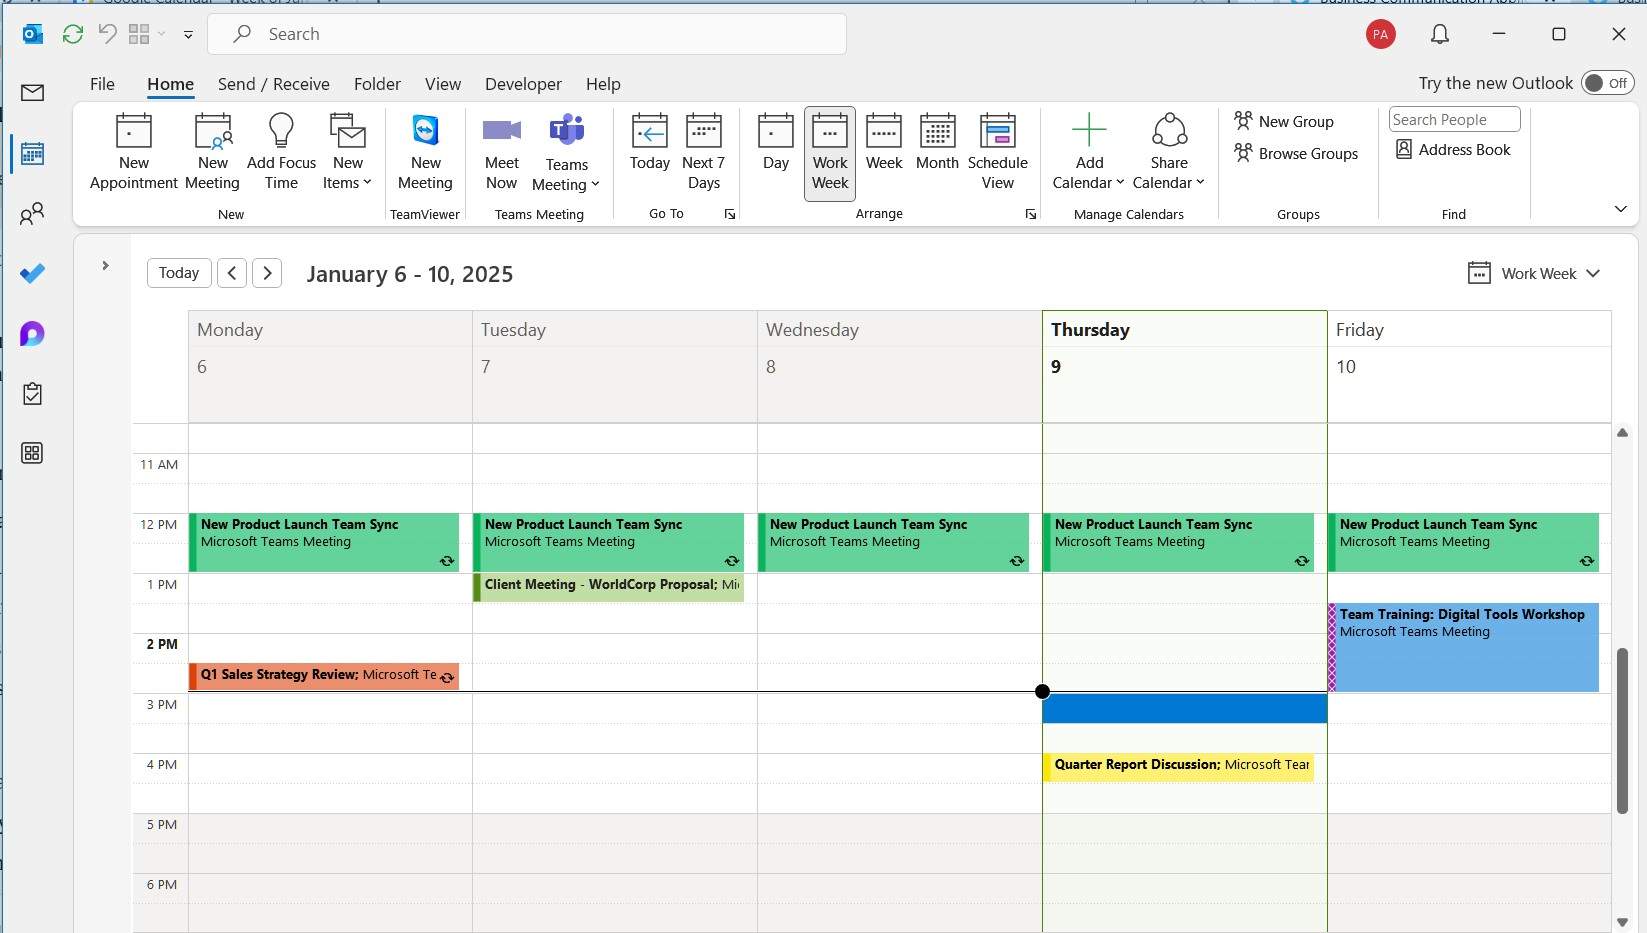 Search
PA
File Home Send / Receive Folder View Developer Help
Try the new Outlook Off
New Appointment
New Meeting
Add Focus Time
New Items
New
New Meeting
TeamViewer
Meet Now
Teams Meeting
Teams Meeting
Today
Next 7 Days
Go To
Day
Work Week
Week
Month
Schedule View
Arrange
Add Calendar
Share Calendar
Manage Calendars
New Group
Browse Groups
Groups
Search People
Address Book
Find
Today
January 6 - 10, 2025
Work Week
Monday Tuesday Wednesday Thursday Friday
6 7 8 9 10
11 AM
12 PM
New Product Launch Team Sync
Microsoft Teams Meeting
New Product Launch Team Sync
Microsoft Teams Meeting
New Product Launch Team Sync
Microsoft Teams Meeting
New Product Launch Team Sync
Microsoft Teams Meeting
New Product Launch Team Sync
Microsoft Teams Meeting
1 PM
Client Meeting - WorldCorp Proposal; Mi
Team Training: Digital Tools Workshop
Microsoft Teams Meeting
2 PM
Q1 Sales Strategy Review; Microsoft Te
3 PM
4 PM
Quarter Report Discussion; Microsoft Tear
5 PM
6 PM